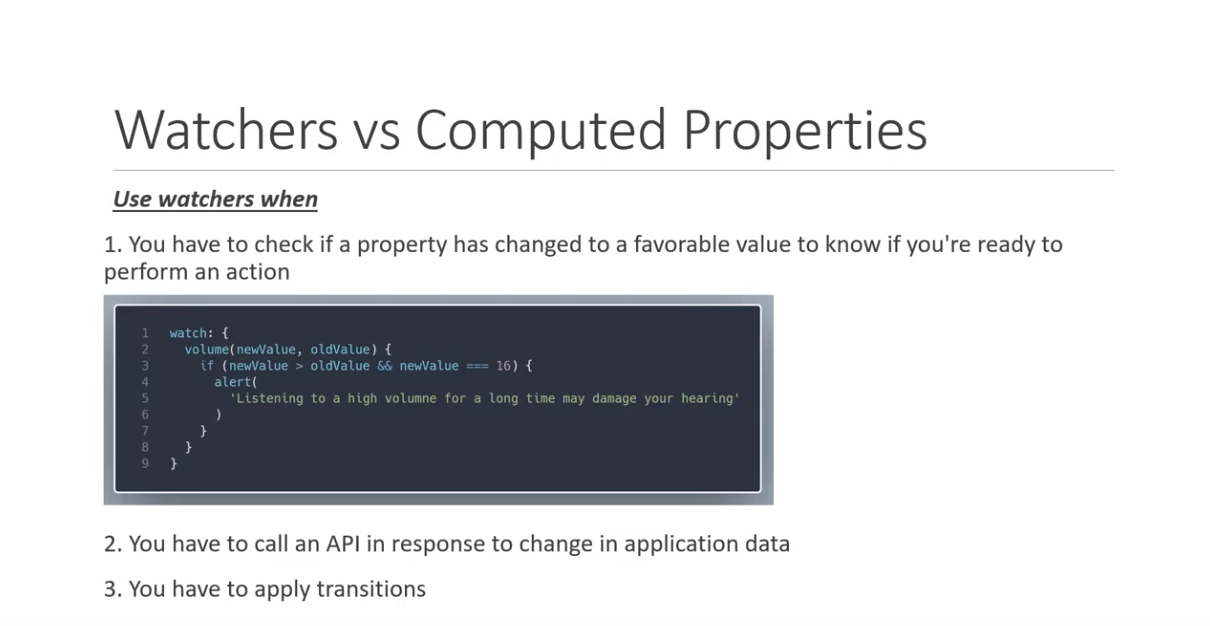 Watchers vs Computed Properties
Use watchers when
1. You have to check if a property has changed to a favorable value to know if you're ready to
perform an action
1 watch: {
2   volume(newValue, oldValue) {
3     if (newValue > oldValue && newValue === 16) {
4       alert(
5         'Listening to a high volumne for a long time may damage your hearing'
6       )
7     }
8   }
9 }
2. You have to call an API in response to change in application data
3. You have to apply transitions